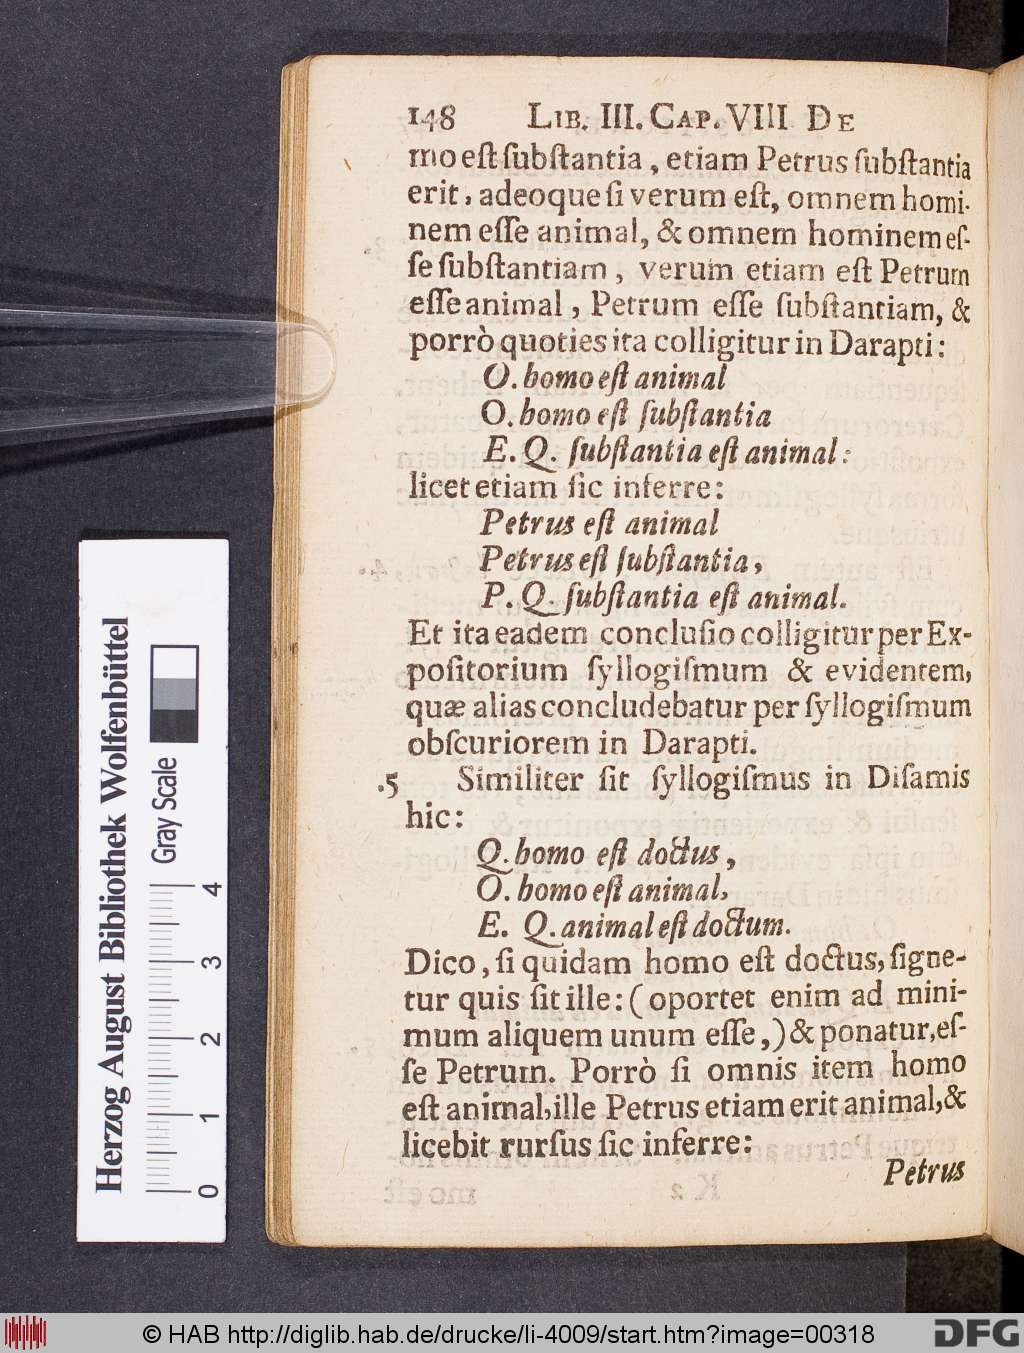 148 LIB. III. CAP. VIII DE
mo eſt ſubſtantia, etiam Petrus ſubſtantia
erit, adeoque ſi verum eſt, omnem homi-
nem eſſe animal, & omnem hominem eſ-
ſe ſubſtantiam, verum etiam eſt Petrum
eſſe animal, Petrum eſſe ſubſtantiam, &
porrò quoties ita colligitur in Darapti:
O. homo eſt animal
O. homo eſt ſubſtantia
E. Q. ſubſtantia eſt animal:
licet etiam ſic inferre:
Petrus eſt animal
Petrus eſt ſubſtantia,
P. Q. ſubſtantia eſt animal.
Et ita eadem concluſio colligitur per Ex-
poſitorium ſyllogiſmum & evidentem,
quæ alias concludebatur per ſyllogiſmum
obſcuriorem in Darapti.
.5 Similiter ſit ſyllogiſmus in Diſamis
hic:
Q. homo eſt doctus,
O. homo eſt animal,
E. Q. animal eſt doctum.
Dico, ſi quidam homo eſt doctus, ſigne-
tur quis ſit ille: (oportet enim ad mini-
mum aliquem unum eſſe,) & ponatur, eſ-
ſe Petrum. Porrò ſi omnis item homo
eſt animal, ille Petrus etiam erit animal, &
licebit rurſus ſic inferre:
Petrus
Herzog August Bibliothek Wolfenbüttel
Gray Scale
0 1 2 3 4
© HAB http://diglib.hab.de/drucke/li-4009/start.htm?image=00318
DFG